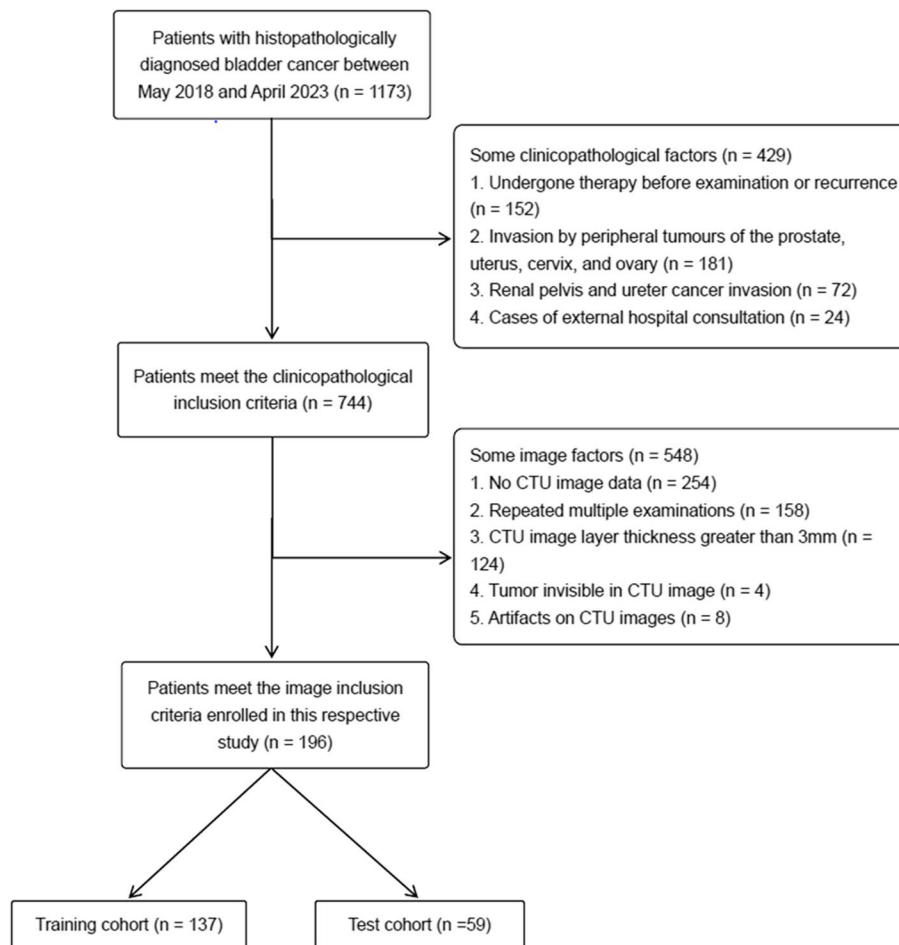 Patients with histopathologically
diagnosed bladder cancer between
May 2018 and April 2023 (n = 1173)
Some clinicopathological factors (n = 429)
1. Undergone therapy before examination or recurrence
(n = 152)
2. Invasion by peripheral tumours of the prostate,
uterus, cervix, and ovary (n = 181)
3. Renal pelvis and ureter cancer invasion (n = 72)
4. Cases of external hospital consultation (n = 24)
Patients meet the clinicopathological
inclusion criteria (n = 744)
Some image factors (n = 548)
1. No CTU image data (n = 254)
2. Repeated multiple examinations (n = 158)
3. CTU image layer thickness greater than 3mm (n =
124)
4. Tumor invisible in CTU image (n = 4)
5. Artifacts on CTU images (n = 8)
Patients meet the image inclusion
criteria enrolled in this respective
study (n = 196)
Training cohort (n = 137)
Test cohort (n =59)